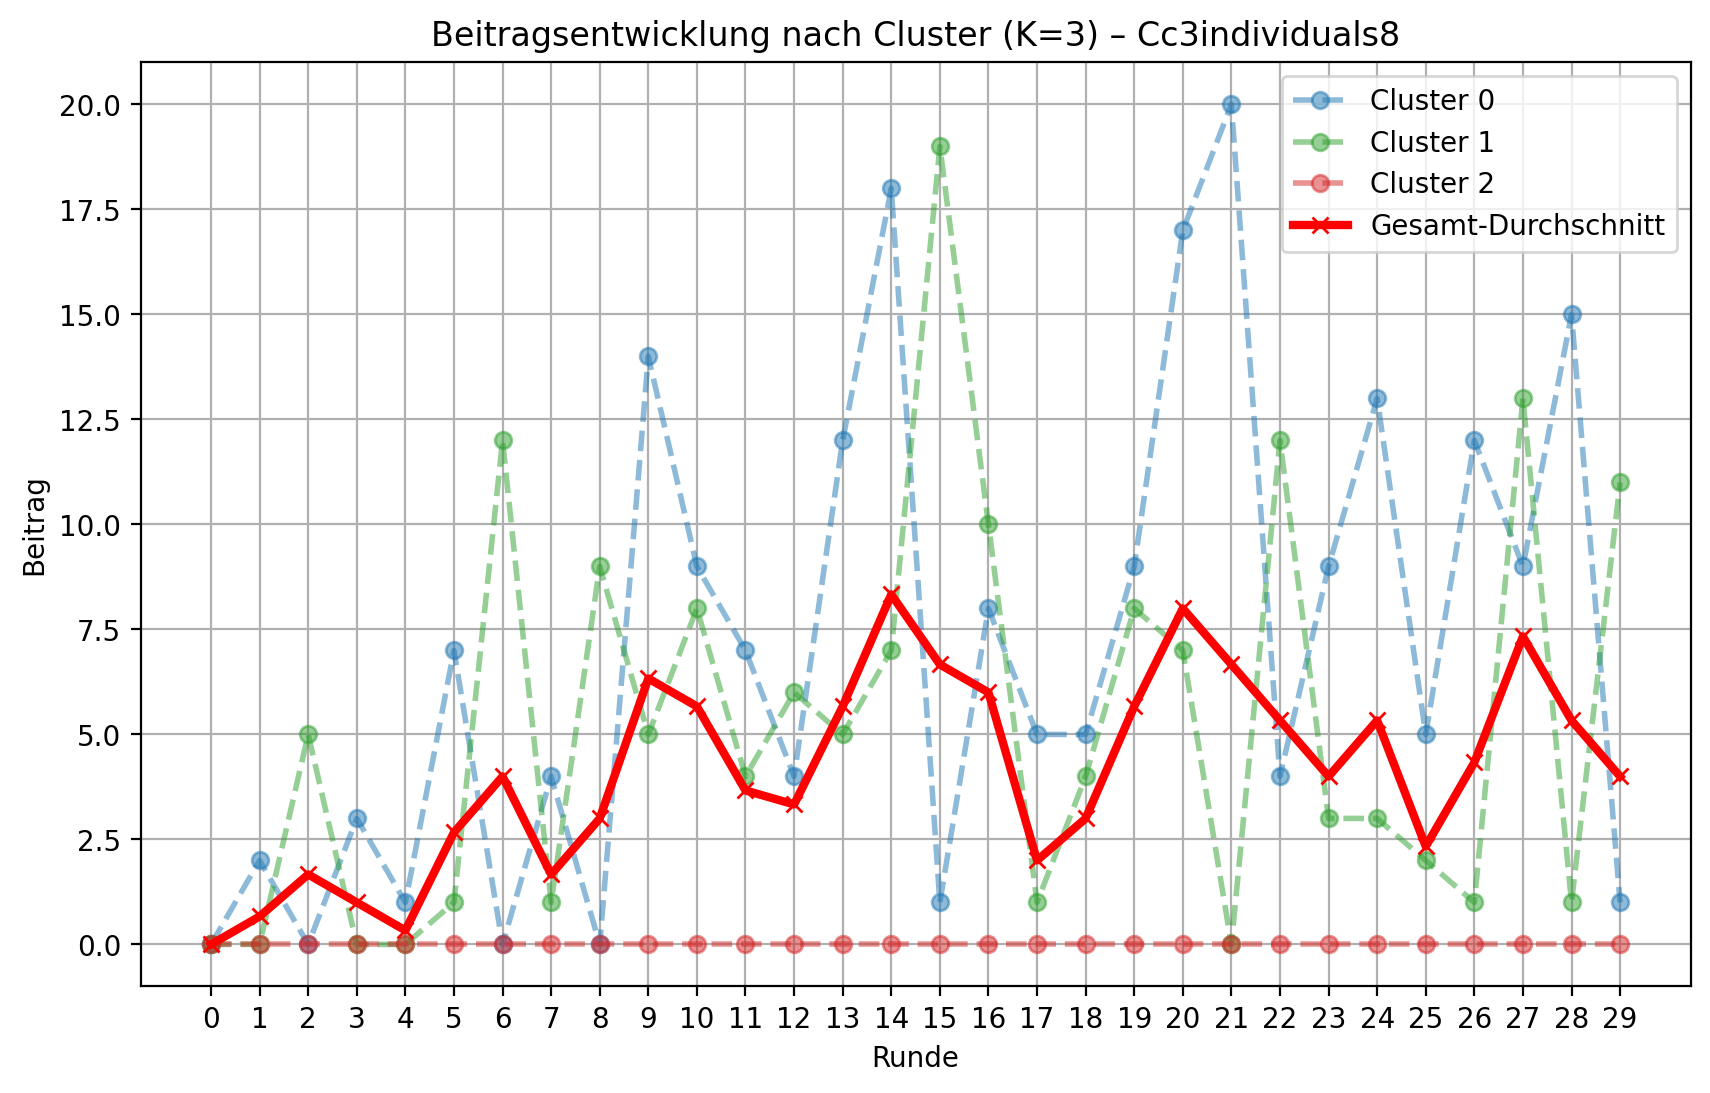 Beitragsentwicklung nach Cluster (K=3) – Cc3individuals8
Cluster 0
Cluster 1
Cluster 2
Gesamt-Durchschnitt
20.0
17.5
15.0
12.5
10.0
7.5
5.0
2.5
0.0
Beitrag
0 1 2 3 4 5 6 7 8 9 10 11 12 13 14 15 16 17 18 19 20 21 22 23 24 25 26 27 28 29
Runde